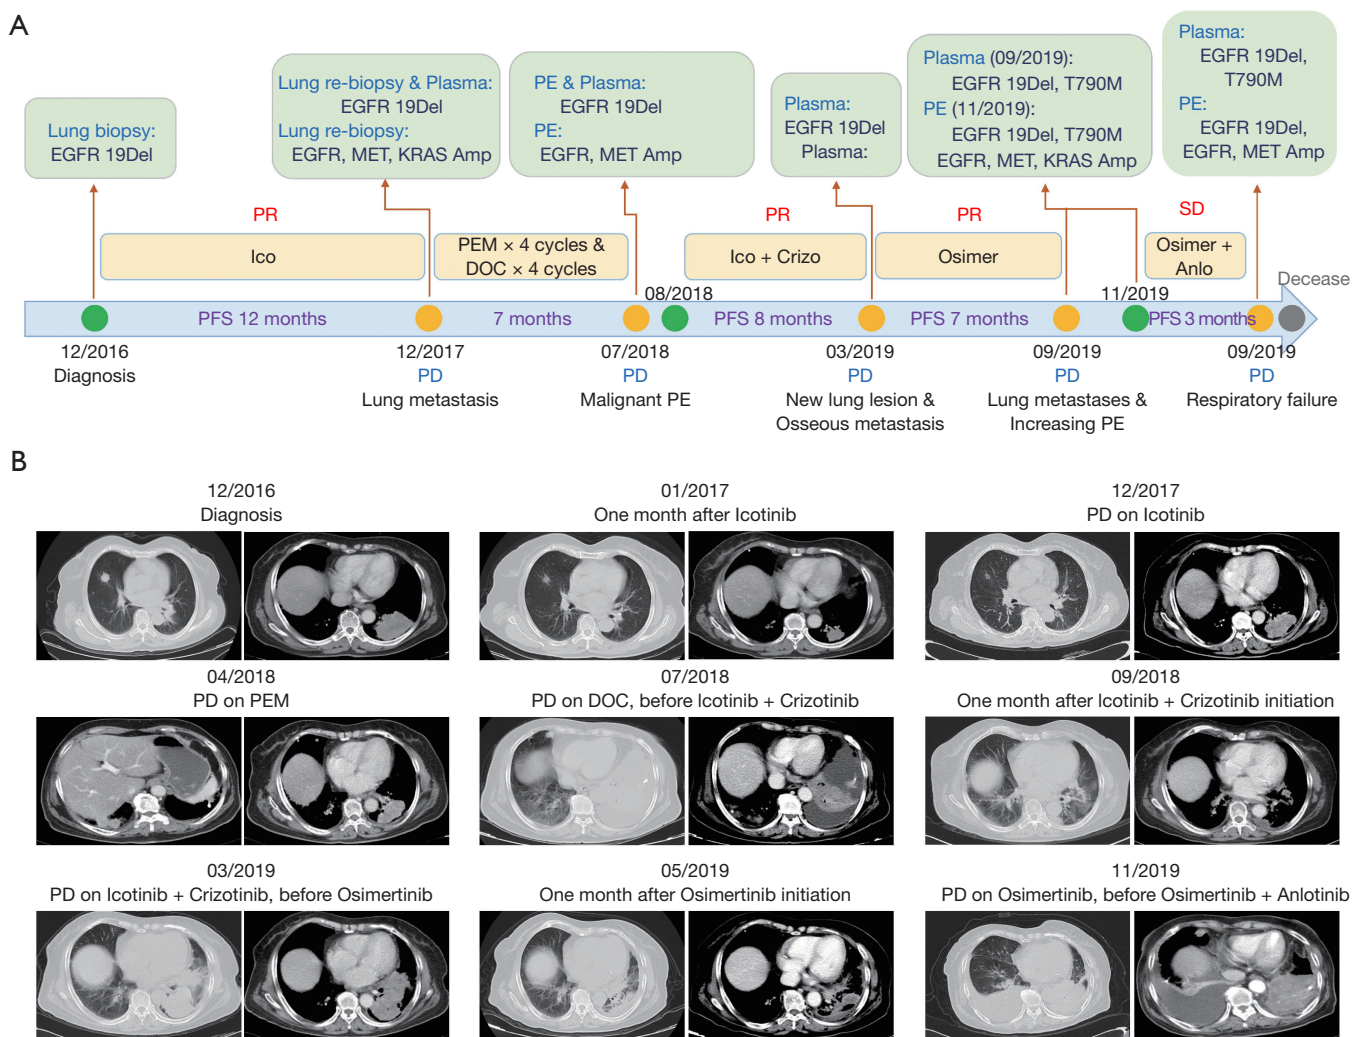 A
Lung biopsy:
EGFR 19Del
Lung re-biopsy & Plasma:
EGFR 19Del
Lung re-biopsy:
EGFR, MET, KRAS Amp
PE & Plasma:
EGFR 19Del
PE:
EGFR, MET Amp
Plasma:
EGFR 19Del
Plasma:
Plasma (09/2019):
EGFR 19Del, T790M
PE (11/2019):
EGFR 19Del, T790M
EGFR, MET, KRAS Amp
Plasma:
EGFR 19Del,
T790M
PE:
EGFR 19Del,
EGFR, MET Amp
PR
PR
PR
SD
Ico
PEM × 4 cycles &
DOC × 4 cycles
Ico + Crizo
Osimer
Osimer +
Anlo
Decease
08/2018
11/2019
PFS 12 months
7 months
PFS 8 months
PFS 7 months
PFS 3 months
12/2016
Diagnosis
12/2017
PD
Lung metastasis
07/2018
PD
Malignant PE
03/2019
PD
New lung lesion &
Osseous metastasis
09/2019
PD
Lung metastases &
Increasing PE
09/2019
PD
Respiratory failure
B
12/2016
Diagnosis
01/2017
One month after Icotinib
12/2017
PD on Icotinib
04/2018
PD on PEM
07/2018
PD on DOC, before Icotinib + Crizotinib
09/2018
One month after Icotinib + Crizotinib initiation
03/2019
PD on Icotinib + Crizotinib, before Osimertinib
05/2019
One month after Osimertinib initiation
11/2019
PD on Osimertinib, before Osimertinib + Anlotinib